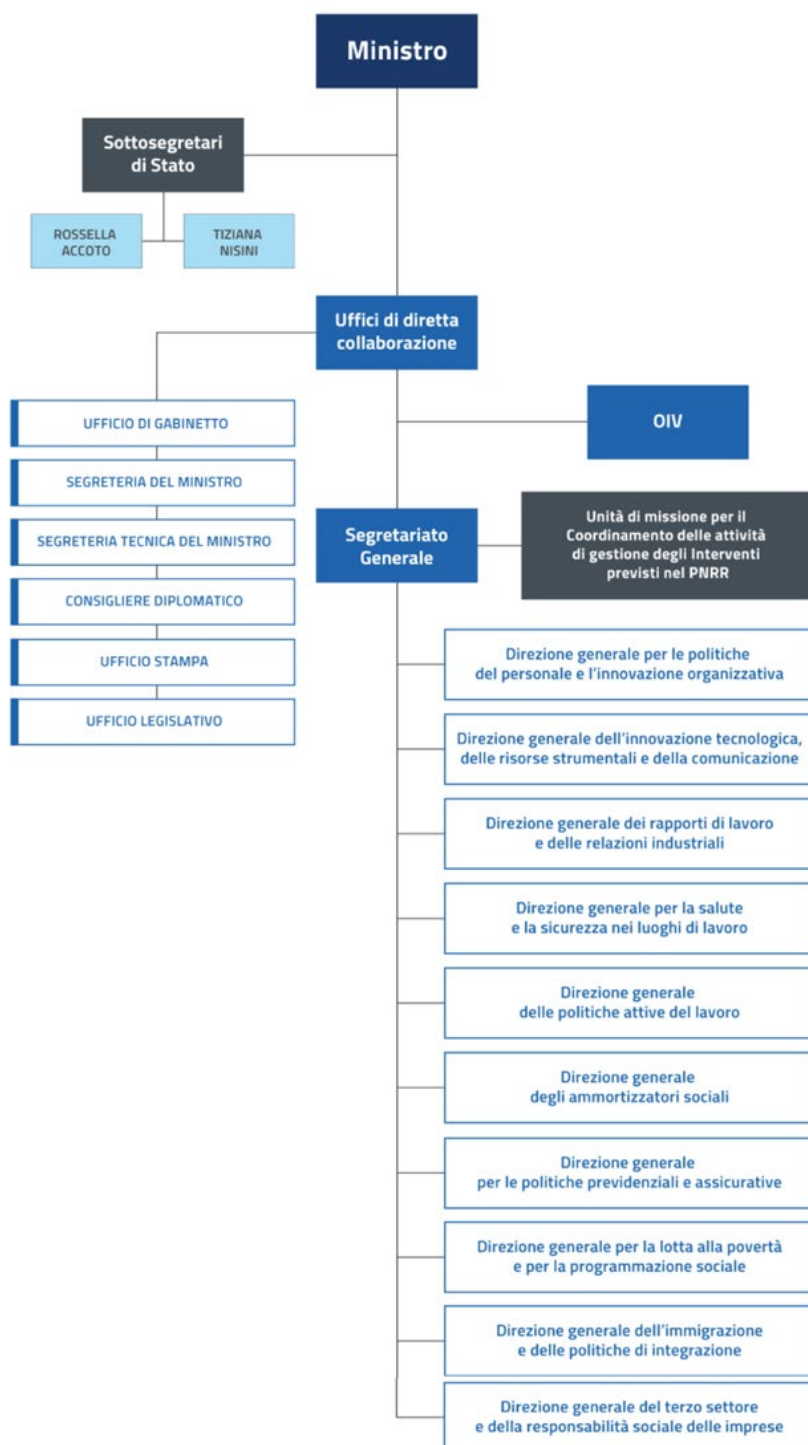 Ministro
Sottosegretari
di Stato
ROSSELLA
ACCOTO
TIZIANA
NISINI
Uffici di diretta
collaborazione
UFFICIO DI GABINETTO
SEGRETERIA DEL MINISTRO
SEGRETERIA TECNICA DEL MINISTRO
CONSIGLIERE DIPLOMATICO
UFFICIO STAMPA
UFFICIO LEGISLATIVO
OIV
Segretariato
Generale
Unità di missione per il
Coordinamento delle attività
di gestione degli Interventi
previsti nel PNRR
Direzione generale per le politiche
del personale e l'innovazione organizzativa
Direzione generale dell'innovazione tecnologica,
delle risorse strumentali e della comunicazione
Direzione generale dei rapporti di lavoro
e delle relazioni industriali
Direzione generale per la salute
e la sicurezza nei luoghi di lavoro
Direzione generale
delle politiche attive del lavoro
Direzione generale
degli ammortizzatori sociali
Direzione generale
per le politiche previdenziali e assicurative
Direzione generale per la lotta alla povertà
e per la programmazione sociale
Direzione generale dell'immigrazione
e delle politiche di integrazione
Direzione generale del terzo settore
e della responsabilità sociale delle imprese